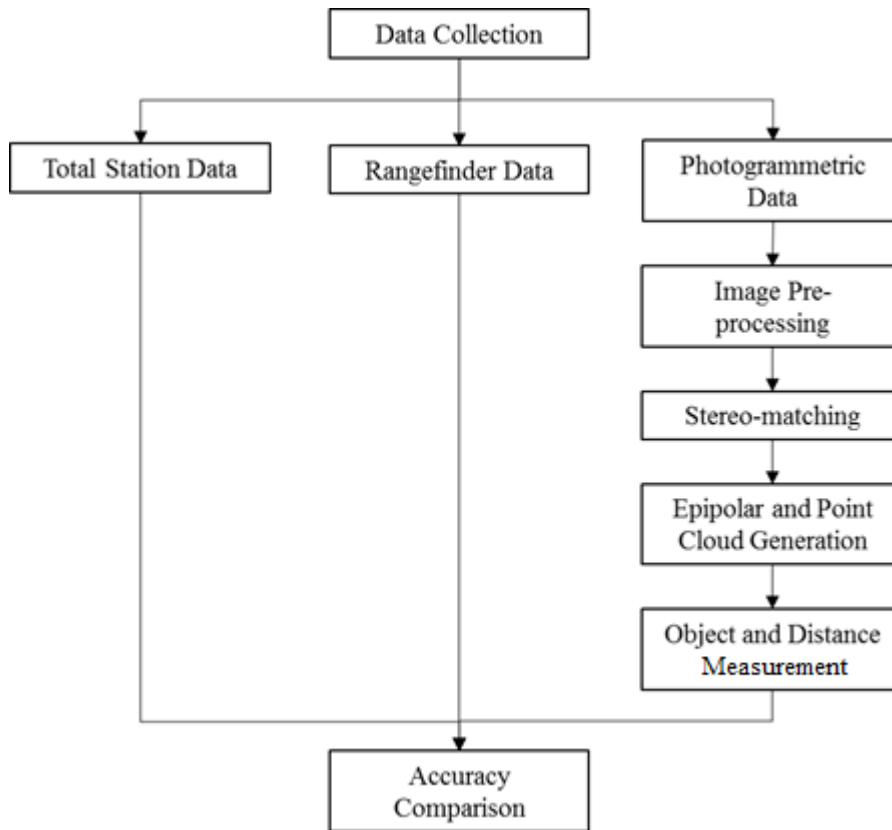 Data Collection
Total Station Data
Rangefinder Data
Photogrammetric
Data
Image Pre-
processing
Stereo-matching
Epipolar and Point
Cloud Generation
Object and Distance
Measurement
Accuracy
Comparison